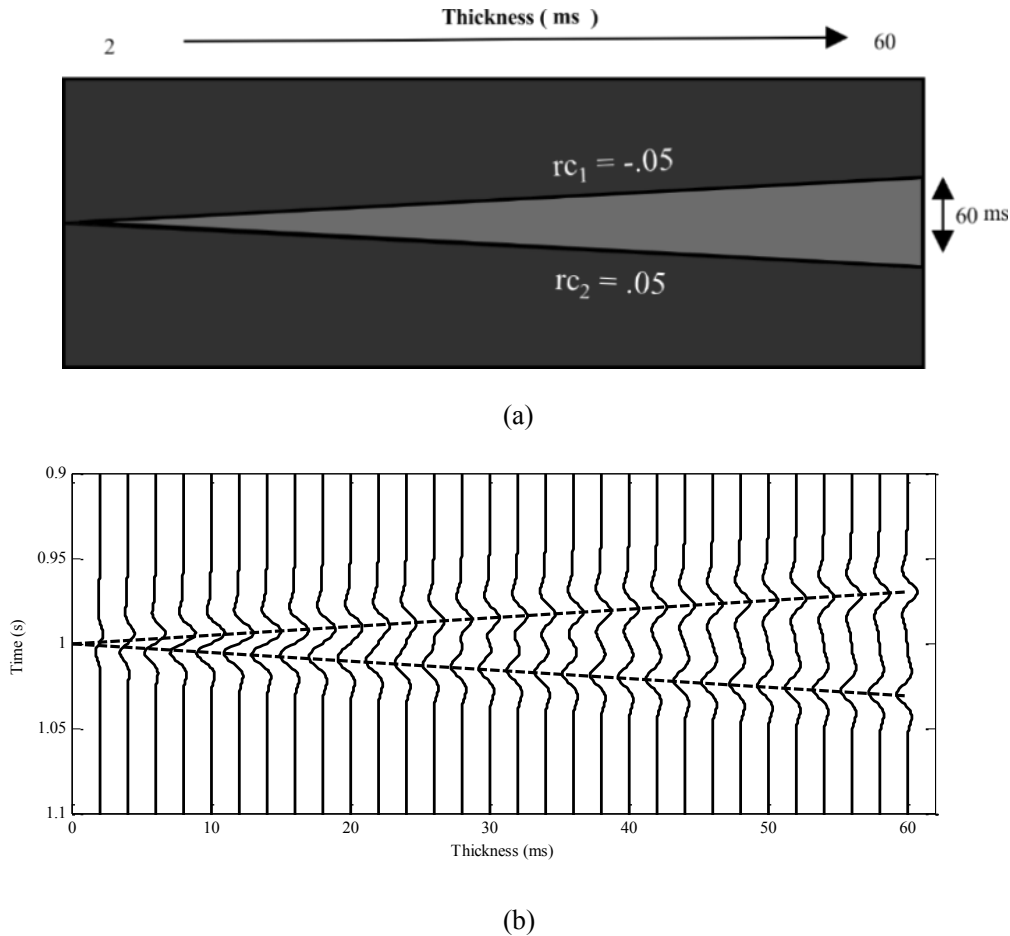 Thickness ( ms )
2
60
rc1 = -.05
60 ms
rc2 = .05
(a)
0.9
0.95
1
1.05
1.1
Time (s)
0 10 20 30 40 50 60
Thickness (ms)
(b)